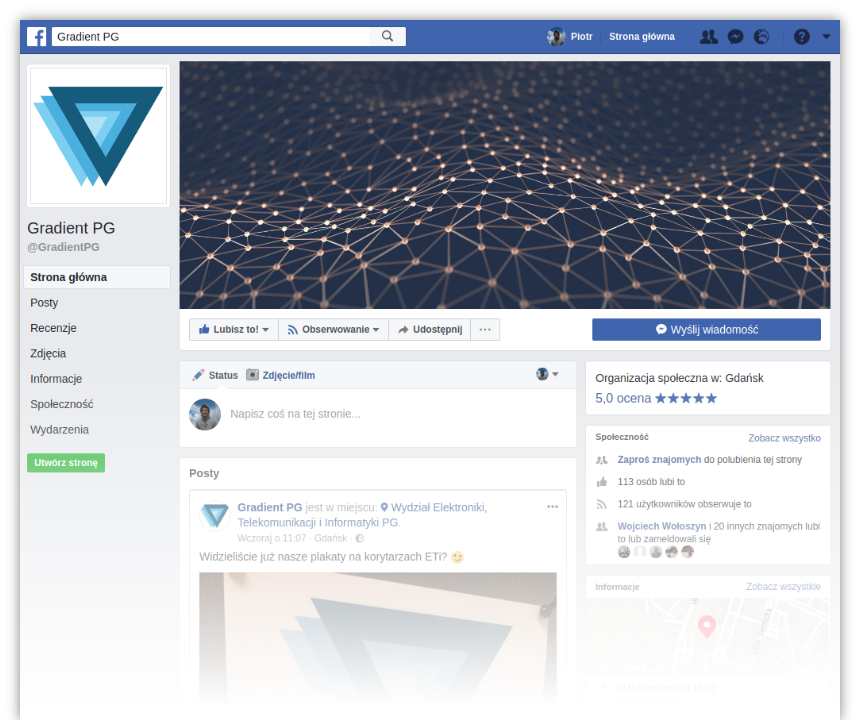 Gradient PG
Piotr
Strona główna
Gradient PG
@GradientPG
Strona główna
Posty
Recenzje
Zdjęcia
Informacje
Społeczność
Wydarzenia
Utwórz stronę
Lubisz to!
Obserwowanie
Udostępnij
Wyślij wiadomość
Status
Zdjęcie/film
Napisz coś na tej stronie...
Posty
Gradient PG jest w miejscu: Wydział Elektroniki,
Telekomunikacji i Informatyki PG.
Wczoraj o 11:07 · Gdańsk ·
Widzieliście już nasze plakaty na korytarzach ETi?
Organizacja społeczna w: Gdańsk
5,0 ocena ★★★★★
Społeczność
Zobacz wszystko
Zaproś znajomych do polubienia tej strony
113 osób lubi to
121 użytkowników obserwuje to
Wojciech Wołoszyn i 20 innych znajomych lubi
to lub zameldowali się
Informacje
Zobacz wszystkie